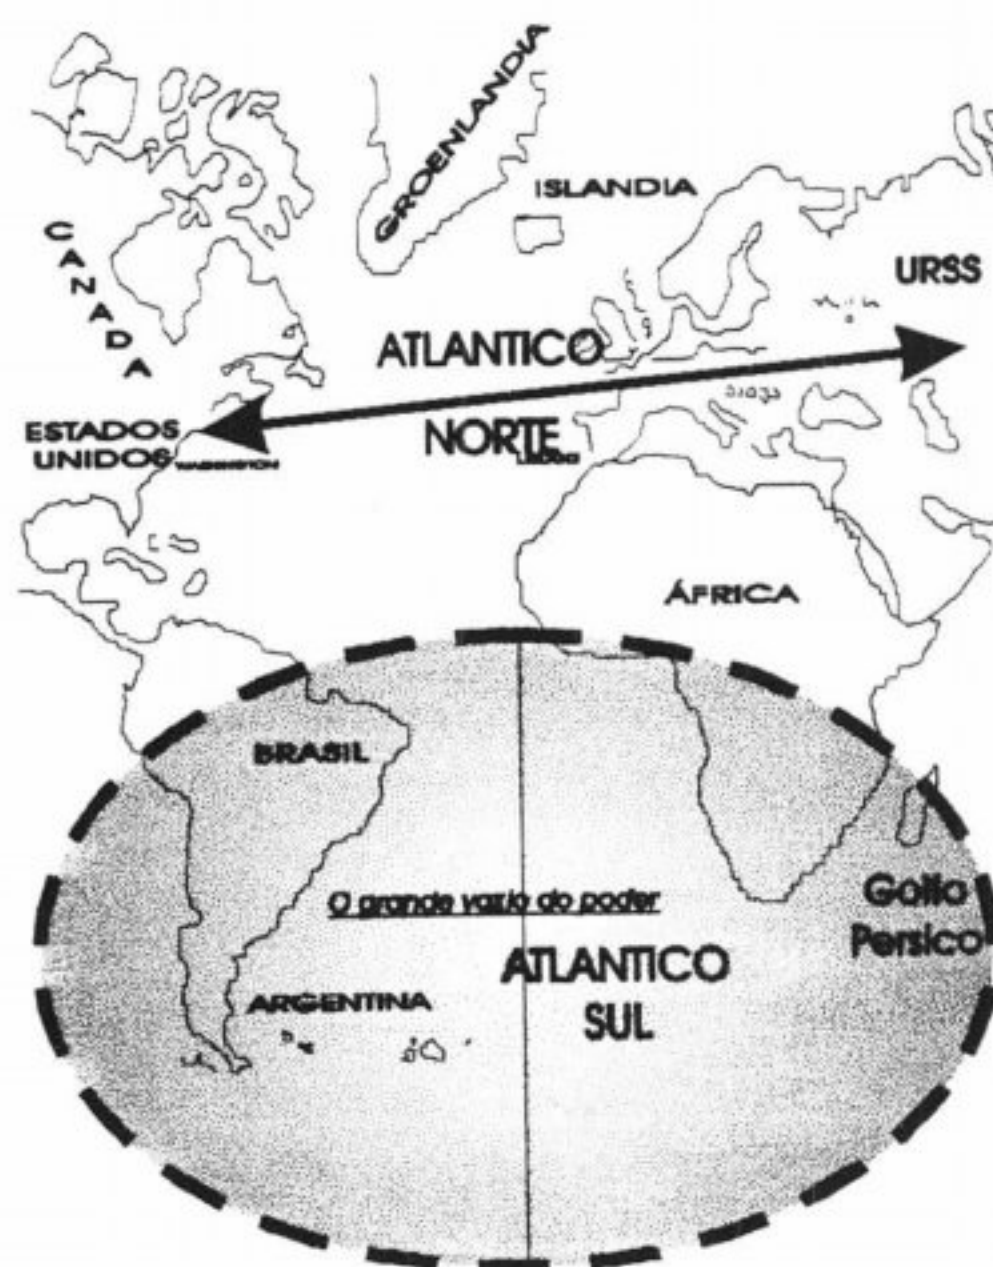 GROENLANDIA
ISLANDIA
CANADA
URSS
ATLANTICO
NORTE
ESTADOS
UNIDOS
WASHINGTON
ÁFRICA
BRASIL
O grande vazio do poder
Golfo
Persico
ATLANTICO
SUL
ARGENTINA